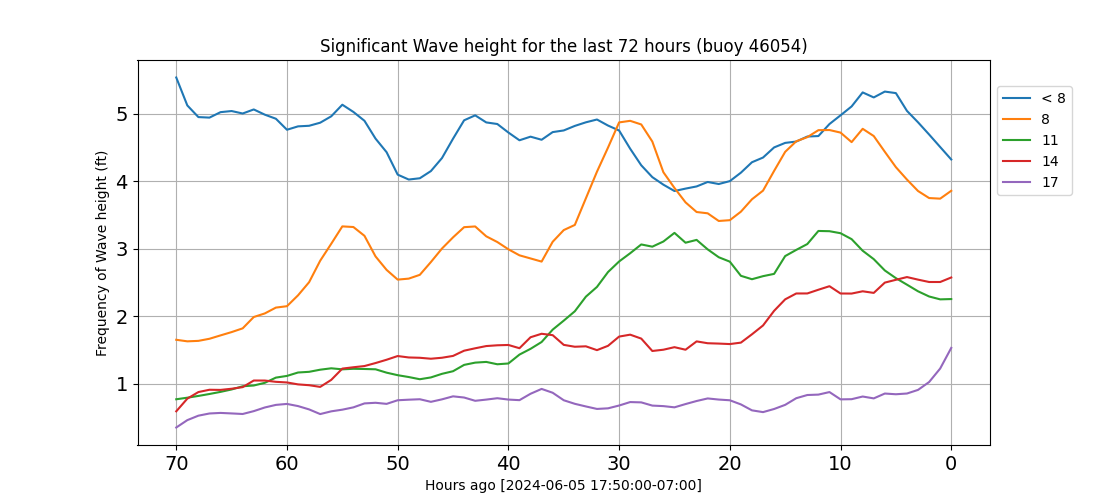 Significant Wave height for the last 72 hours (buoy 46054)
Frequency of Wave height (ft)
5
4
3
2
1
70 60 50 40 30 20 10 0
Hours ago [2024-06-05 17:50:00-07:00]
< 8
8
11
14
17